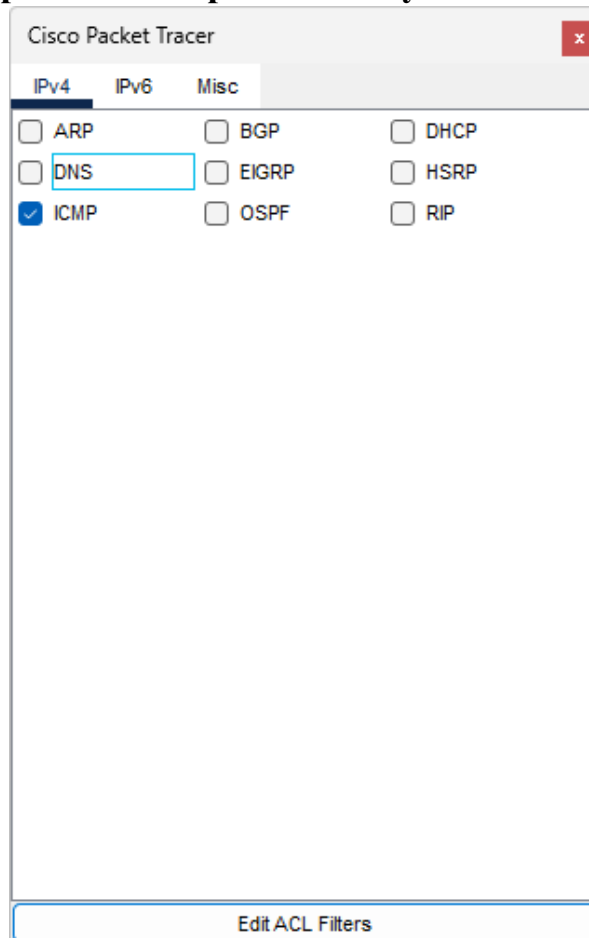 Cisco Packet Tracer x
IPv4 IPv6 Misc
ARP BGP DHCP
DNS EIGRP HSRP
ICMP OSPF RIP
Edit ACL Filters